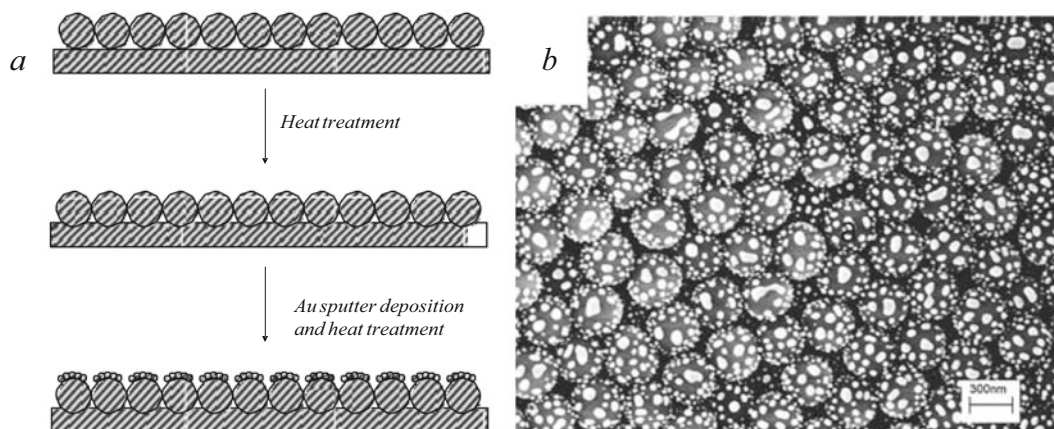 a
Heat treatment
Au sputter deposition
and heat treatment
b
300nm